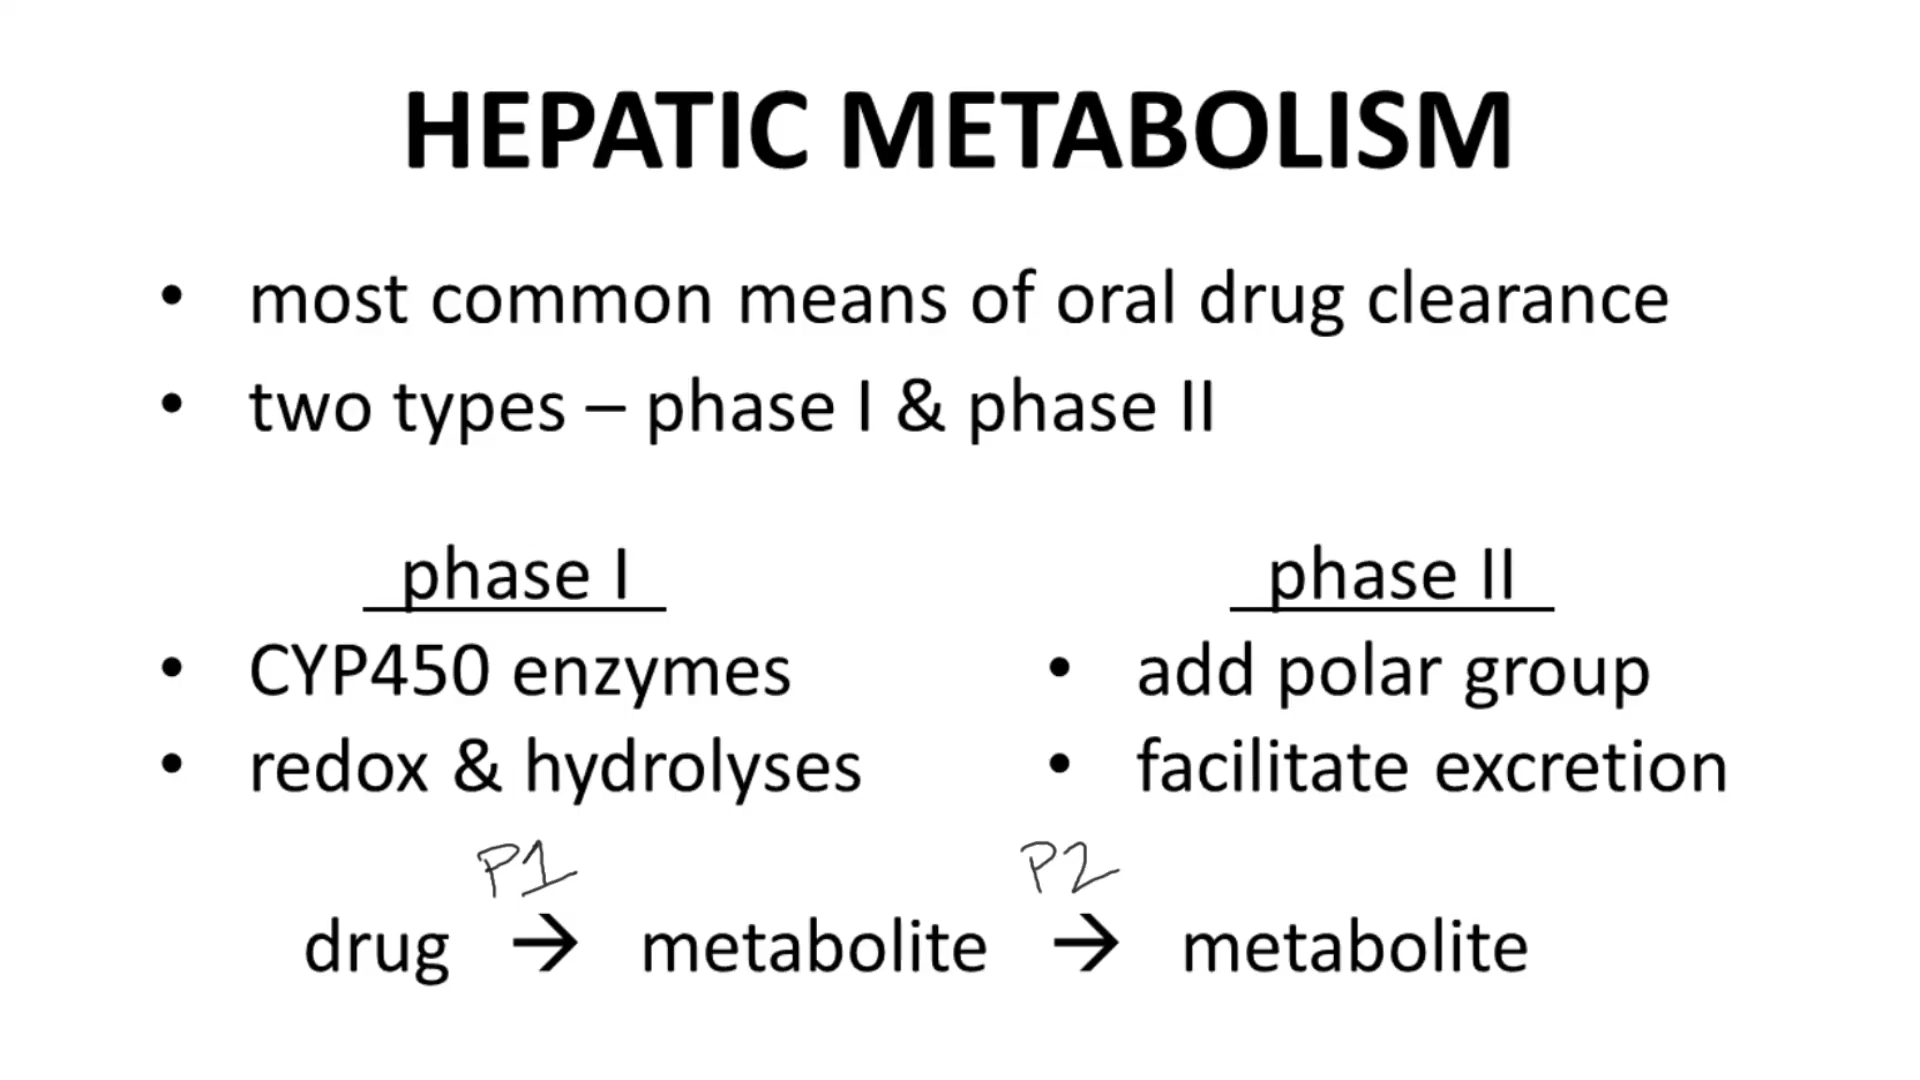 HEPATIC METABOLISM
• most common means of oral drug clearance
• two types – phase I & phase II
phase I
• CYP450 enzymes
• redox & hydrolyses
phase II
• add polar group
• facilitate excretion
P1 P2
drug → metabolite → metabolite